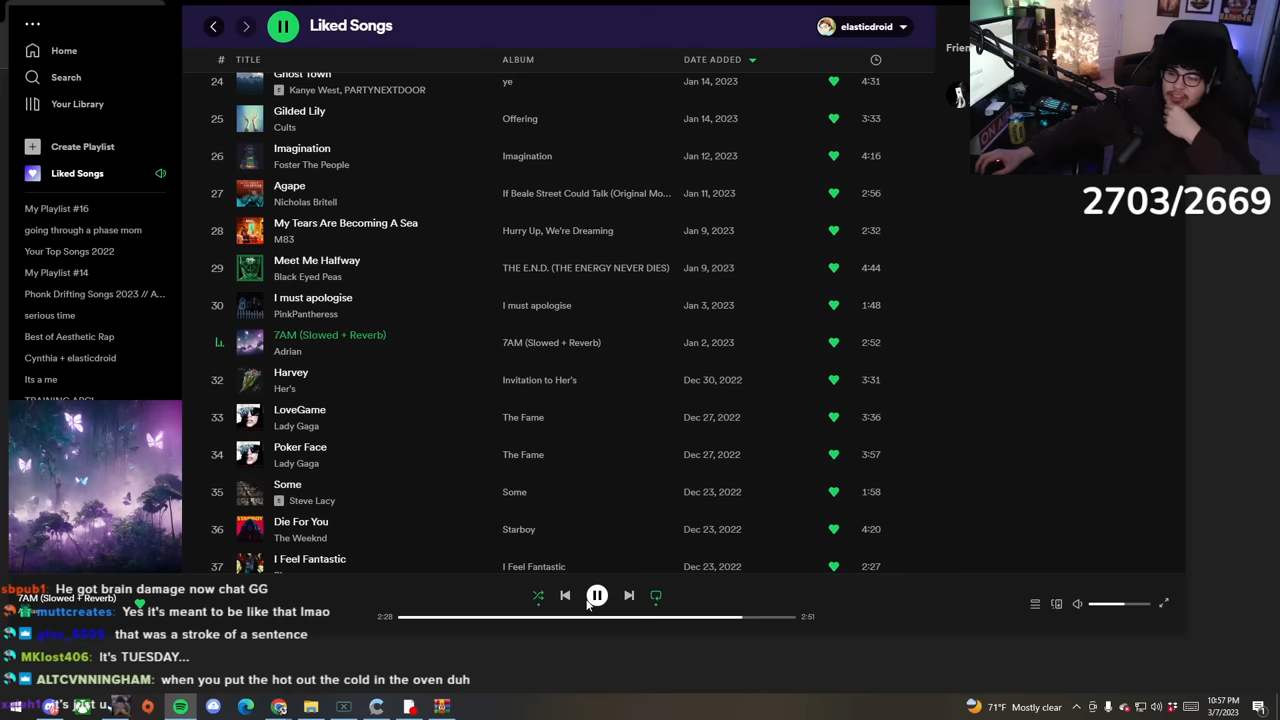 Liked Songs
elasticdroid
Home
Search
Your Library
Create Playlist
Liked Songs
My Playlist #16
going through a phase mom
Your Top Songs 2022
My Playlist #14
Phonk Drifting Songs 2023 // A...
serious time
Best of Aesthetic Rap
Cynthia + elasticdroid
Its a me
# TITLE ALBUM DATE ADDED
24 Ghost Town ye Jan 14, 2023 4:31
E Kanye West, PARTYNEXTDOOR
25 Gilded Lily Offering Jan 14, 2023 3:33
Cults
26 Imagination Imagination Jan 12, 2023 4:16
Foster The People
27 Agape If Beale Street Could Talk (Original Mo... Jan 11, 2023 2:56
Nicholas Britell
28 My Tears Are Becoming A Sea Hurry Up, We're Dreaming Jan 9, 2023 2:32
M83
29 Meet Me Halfway THE E.N.D. (THE ENERGY NEVER DIES) Jan 9, 2023 4:44
Black Eyed Peas
30 I must apologise I must apologise Jan 3, 2023 1:48
PinkPantheress
7AM (Slowed + Reverb) 7AM (Slowed + Reverb) Jan 2, 2023 2:52
Adrian
32 Harvey Invitation to Her's Dec 30, 2022 3:31
Her's
33 LoveGame The Fame Dec 27, 2022 3:36
Lady Gaga
34 Poker Face The Fame Dec 27, 2022 3:57
Lady Gaga
35 Some Some Dec 23, 2022 1:58
E Steve Lacy
36 Die For You Starboy Dec 23, 2022 4:20
The Weeknd
37 I Feel Fantastic I Feel Fantastic Dec 23, 2022 2:27
2703/2669
sbpub1: He got brain damage now chat GG
7AM (Slowed + Reverb)
muttcreates: Yes it's meant to be like that lmao
2:28 2:51
that was a stroke of a sentence
MKlost406: It's TUESDAY...
ALTCVNNINGHAM: when you put the hot out the cold in the oven duh
71°F Mostly clear
10:57 PM
3/7/2023